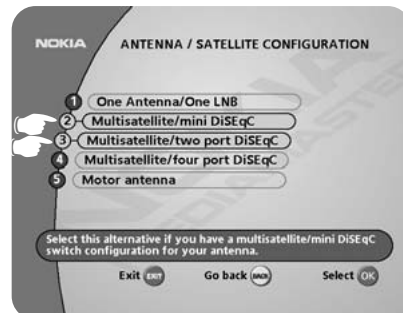 NOKIA
ANTENNA / SATELLITE CONFIGURATION
1 One Antenna/One LNB
2 Multisatellite/mini DiSEqC
3 Multisatellite/two port DiSEqC
4 Multisatellite/four port DiSEqC
5 Motor antenna
Select this alternative if you have a multisatellite/mini DiSEqC
switch configuration for your antenna.
Exit EXIT Go back BACK Select OK